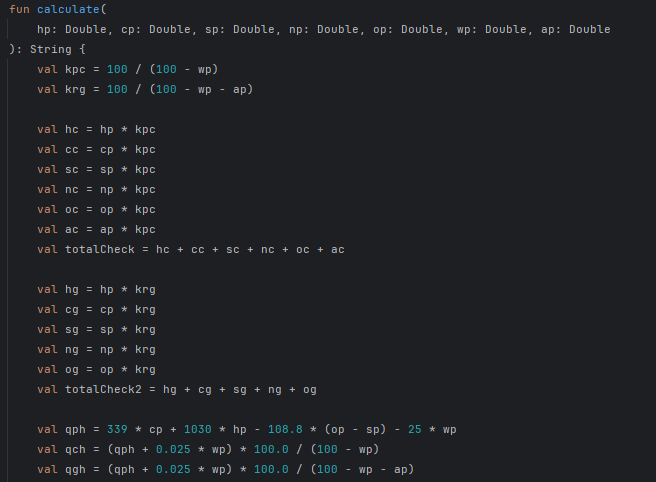 fun calculate(
    hp: Double, cp: Double, sp: Double, np: Double, op: Double, wp: Double, ap: Double
): String {
    val kpc = 100 / (100 - wp)
    val krg = 100 / (100 - wp - ap)

    val hc = hp * kpc
    val cc = cp * kpc
    val sc = sp * kpc
    val nc = np * kpc
    val oc = op * kpc
    val ac = ap * kpc
    val totalCheck = hc + cc + sc + nc + oc + ac

    val hg = hp * krg
    val cg = cp * krg
    val sg = sp * krg
    val ng = np * krg
    val og = op * krg
    val totalCheck2 = hg + cg + sg + ng + og

    val qph = 339 * cp + 1030 * hp - 108.8 * (op - sp) - 25 * wp
    val qch = (qph + 0.025 * wp) * 100.0 / (100 - wp)
    val qgh = (qph + 0.025 * wp) * 100.0 / (100 - wp - ap)